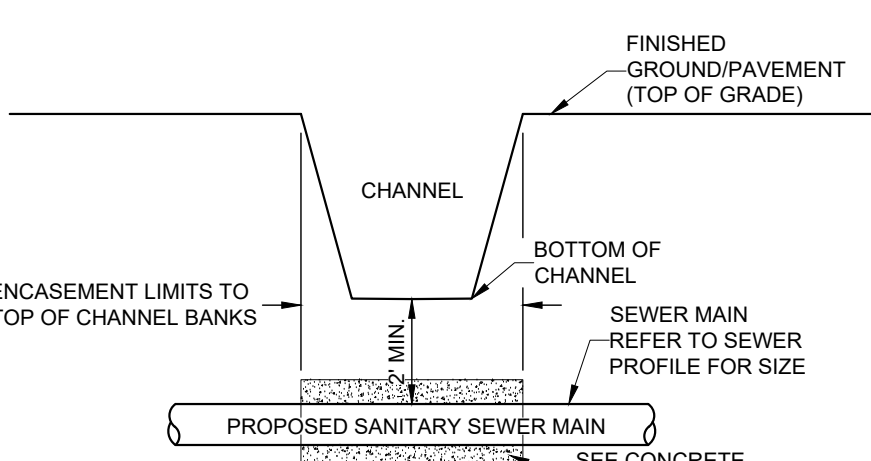 FINISHED
GROUND/PAVEMENT
(TOP OF GRADE)
CHANNEL
BOTTOM OF
CHANNEL
ENCASEMENT LIMITS TO
TOP OF CHANNEL BANKS
2' MIN.
SEWER MAIN
REFER TO SEWER
PROFILE FOR SIZE
PROPOSED SANITARY SEWER MAIN
SEE CONCRETE